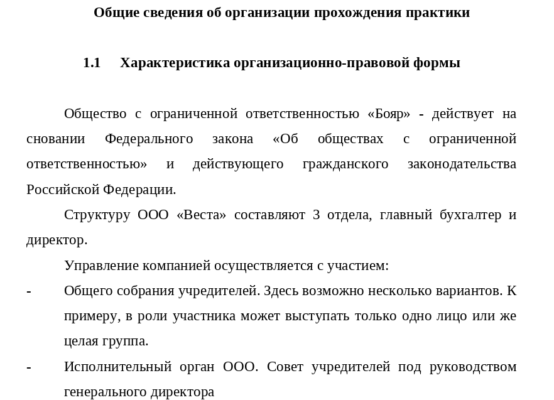 Общие сведения об организации прохождения практики
1.1 Характеристика организационно-правовой формы
Общество с ограниченной ответственностью «Бояр» - действует на
сновании Федерального закона «Об обществах с ограниченной
ответственностью» и действующего гражданского законодательства
Российской Федерации.
Структуру ООО «Веста» составляют 3 отдела, главный бухгалтер и
директор.
Управление компанией осуществляется с участием:
- Общего собрания учредителей. Здесь возможно несколько вариантов. К
примеру, в роли участника может выступать только одно лицо или же
целая группа.
- Исполнительный орган ООО. Совет учредителей под руководством
генерального директора